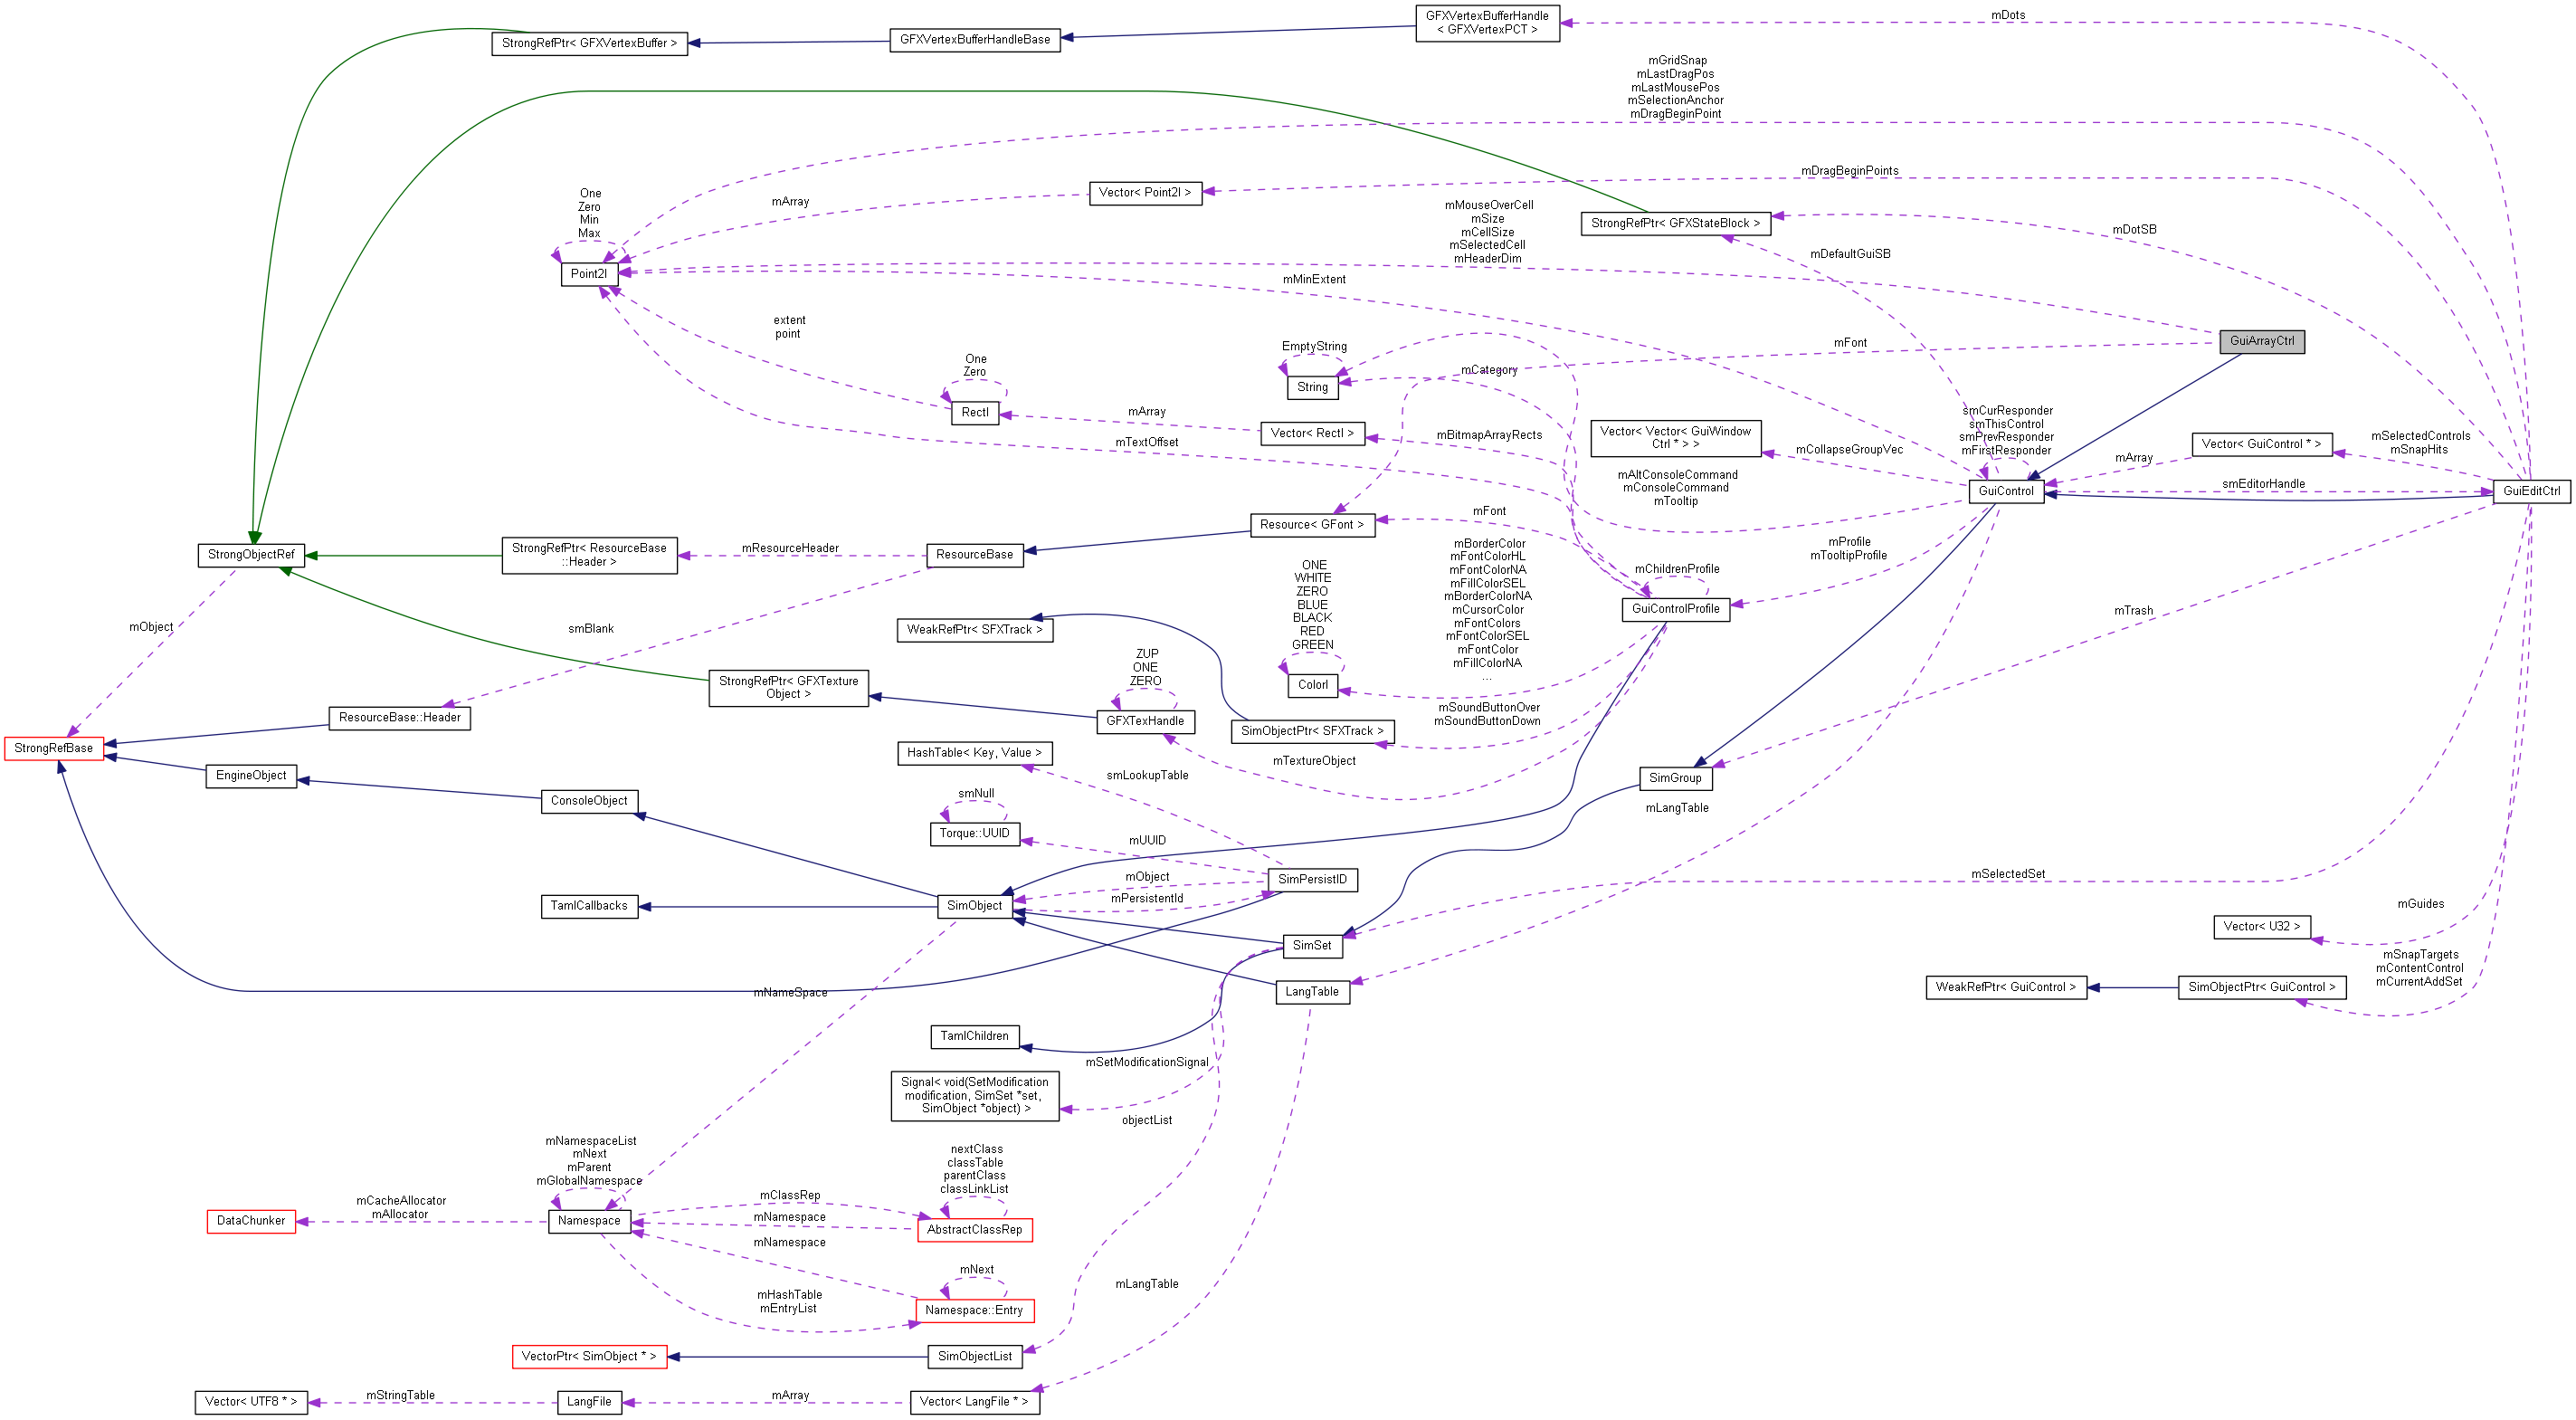 GFXVertexBufferHandle
< GFXVertexPCT >
mDots
StrongRefPtr< GFXVertexBuffer >
GFXVertexBufferHandleBase
mGridSnap
mLastDragPos
mLastMousePos
mSelectionAnchor
mDragBeginPoint
mDragBeginPoints
One
Zero
Min
Max
mArray
Vector< Point2I >
mMouseOverCell
mSize
mCellSize
mSelectedCell
mHeaderDim
StrongRefPtr< GFXStateBlock >
mDotSB
mDefaultGuiSB
Point2I
mMinExtent
extent
point
EmptyString
mFont
GuiArrayCtrl
One
Zero
String
mCategory
RectI
mArray
Vector< RectI >
mTextOffset
mBitmapArrayRects
Vector< Vector< GuiWindow
Ctrl * > >
mCollapseGroupVec
smCurResponder
smThisControl
smPrevResponder
mFirstResponder
mArray
Vector< GuiControl * >
mSelectedControls
mSnapHits
mAltConsoleCommand
mConsoleCommand
mTooltip
GuiControl
smEditorHandle
GuiEditCtrl
mFont
Resource< GFont >
StrongObjectRef
StrongRefPtr< ResourceBase
::Header >
mResourceHeader
ResourceBase
mProfile
mTooltipProfile
mBorderColor
mFontColorHL
mFontColorNA
mFillColorSEL
mBorderColorNA
mCursorColor
mFontColors
mFontColorSEL
mFontColor
mFillColorNA
...
ONE
WHITE
ZERO
BLUE
BLACK
RED
GREEN
mChildrenProfile
GuiControlProfile
mTrash
mObject
smBlank
WeakRefPtr< SFXTrack >
ZUP
ONE
ZERO
ColorI
StrongRefPtr< GFXTexture
Object >
ResourceBase::Header
GFXTexHandle
SimObjectPtr< SFXTrack >
mSoundButtonOver
mSoundButtonDown
StrongRefBase
HashTable< Key, Value >
mTextureObject
EngineObject
smLookupTable
SimGroup
ConsoleObject
smNull
mLangTable
Torque::UUID
mUUID
mObject
SimPersistID
mPersistentId
mSelectedSet
TamlCallbacks
SimObject
mGuides
Vector< U32 >
SimSet
mSnapTargets
mContentControl
mCurrentAddSet
mNameSpace
LangTable
WeakRefPtr< GuiControl >
SimObjectPtr< GuiControl >
TamlChildren
mSetModificationSignal
Signal< void(SetModification
modification, SimSet *set,
SimObject *object) >
objectList
mNamespaceList
mNext
mParent
mGlobalNamespace
nextClass
classTable
parentClass
classLinkList
mCacheAllocator
mAllocator
mClassRep
DataChunker
Namespace
mNamespace
AbstractClassRep
mNamespace
mNext
mHashTable
mEntryList
Namespace::Entry
mLangTable
VectorPtr< SimObject * >
SimObjectList
Vector< UTF8 * >
mStringTable
LangFile
mArray
Vector< LangFile * >